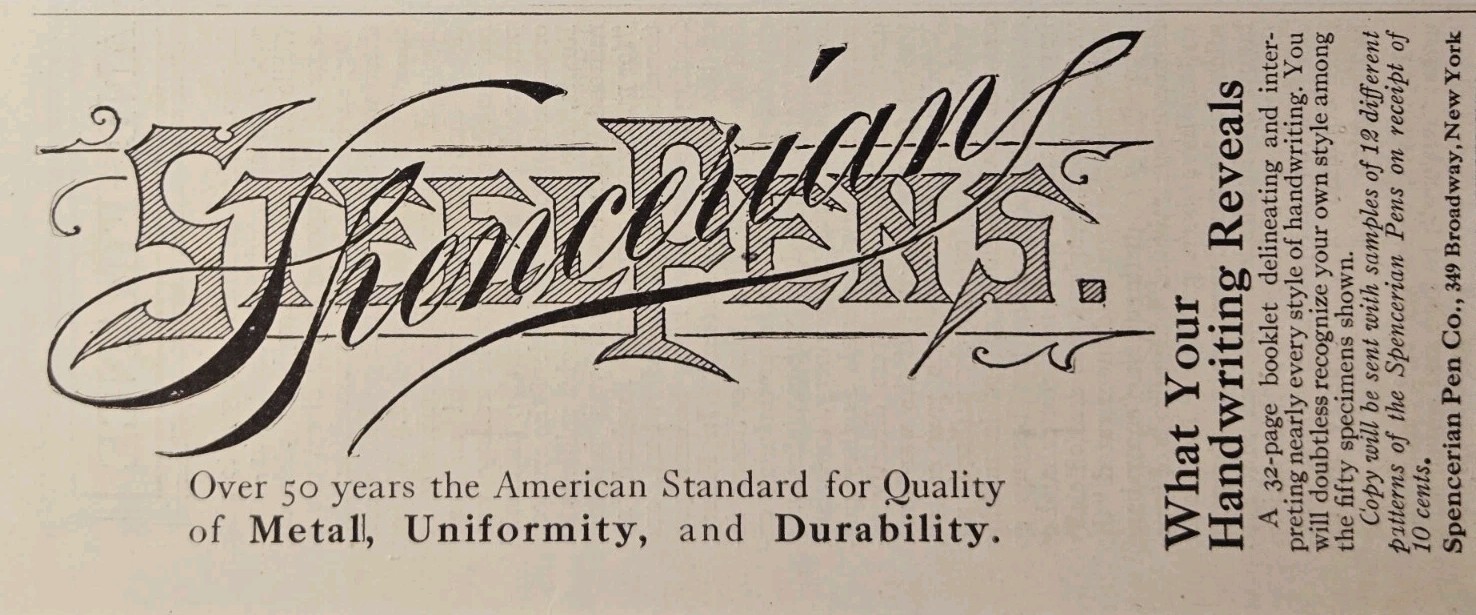 Spencerian
STEEL PENS.
Over 50 years the American Standard for Quality
of Metal, Uniformity, and Durability.
What Your
Handwriting Reveals
A 32-page booklet delineating and inter-
preting nearly every style of handwriting. You
will doubtless recognize your own style among
the fifty specimens shown.
Copy will be sent with samples of 12 different
patterns of the Spencerian Pens on receipt of
10 cents.
Spencerian Pen Co., 349 Broadway, New York